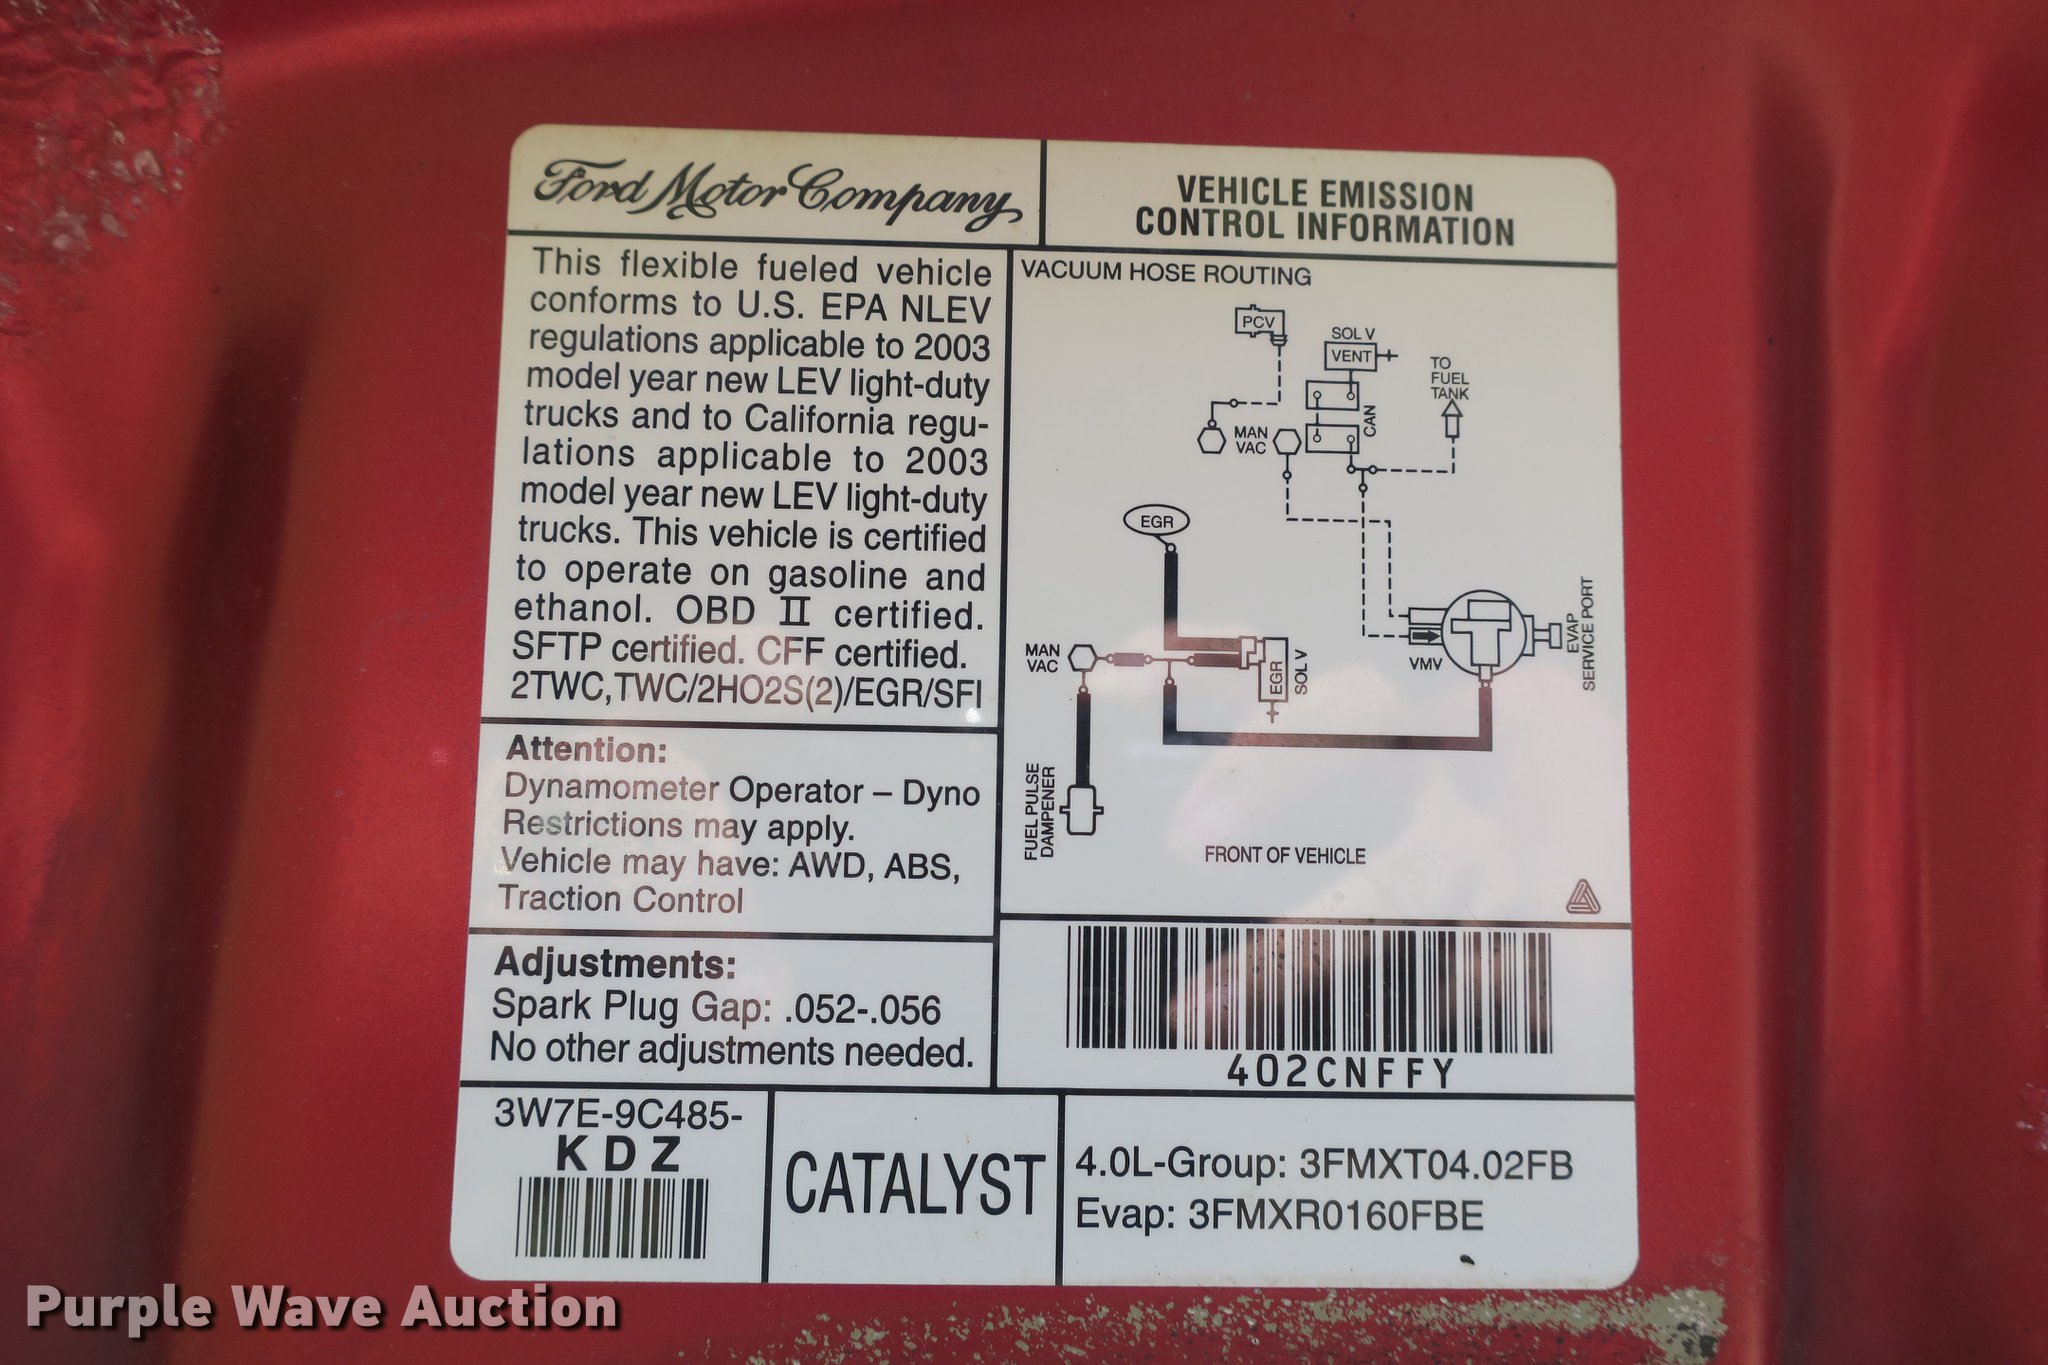 Ford Motor Company
VEHICLE EMISSION
CONTROL INFORMATION
This flexible fueled vehicle
conforms to U.S. EPA NLEV
regulations applicable to 2003
model year new LEV light-duty
trucks and to California regu-
lations applicable to 2003
model year new LEV light-duty
trucks. This vehicle is certified
to operate on gasoline and
ethanol. OBD II certified.
SFTP certified. CFF certified.
2TWC,TWC/2HO2S(2)/EGR/SFI
Attention:
Dynamometer Operator – Dyno
Restrictions may apply.
Vehicle may have: AWD, ABS,
Traction Control
Adjustments:
Spark Plug Gap: .052-.056
No other adjustments needed.
VACUUM HOSE ROUTING
PCV
SOL V
VENT
TO
FUEL
TANK
CAN
MAN
VAC
EGR
EVAP
SERVICE PORT
VMV
MAN
VAC
EGR
SOL V
FUEL PULSE
DAMPENER
FRONT OF VEHICLE
402CNFFY
3W7E-9C485-
KDZ
CATALYST
4.0L-Group: 3FMXT04.02FB
Evap: 3FMXR0160FBE
Purple Wave Auction